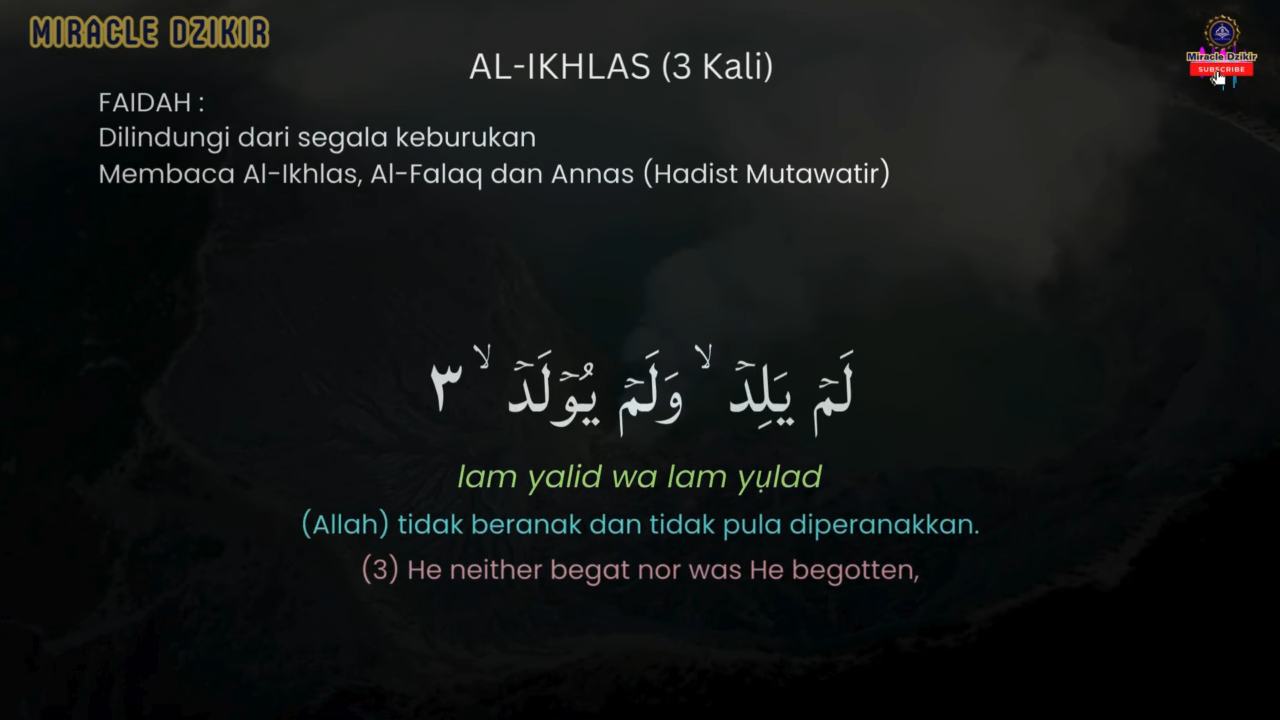 MIRACLE DZIKIR
Miracle Dzikir
SUBSCRIBE
AL-IKHLAS (3 Kali)
FAIDAH :
Dilindungi dari segala keburukan
Membaca Al-Ikhlas, Al-Falaq dan Annas (Hadist Mutawatir)
لَمْ يَلِدْ ۙ وَلَمْ يُوْلَدْ ۙ ٣
lam yalid wa lam yụlad
(Allah) tidak beranak dan tidak pula diperanakkan.
(3) He neither begat nor was He begotten,